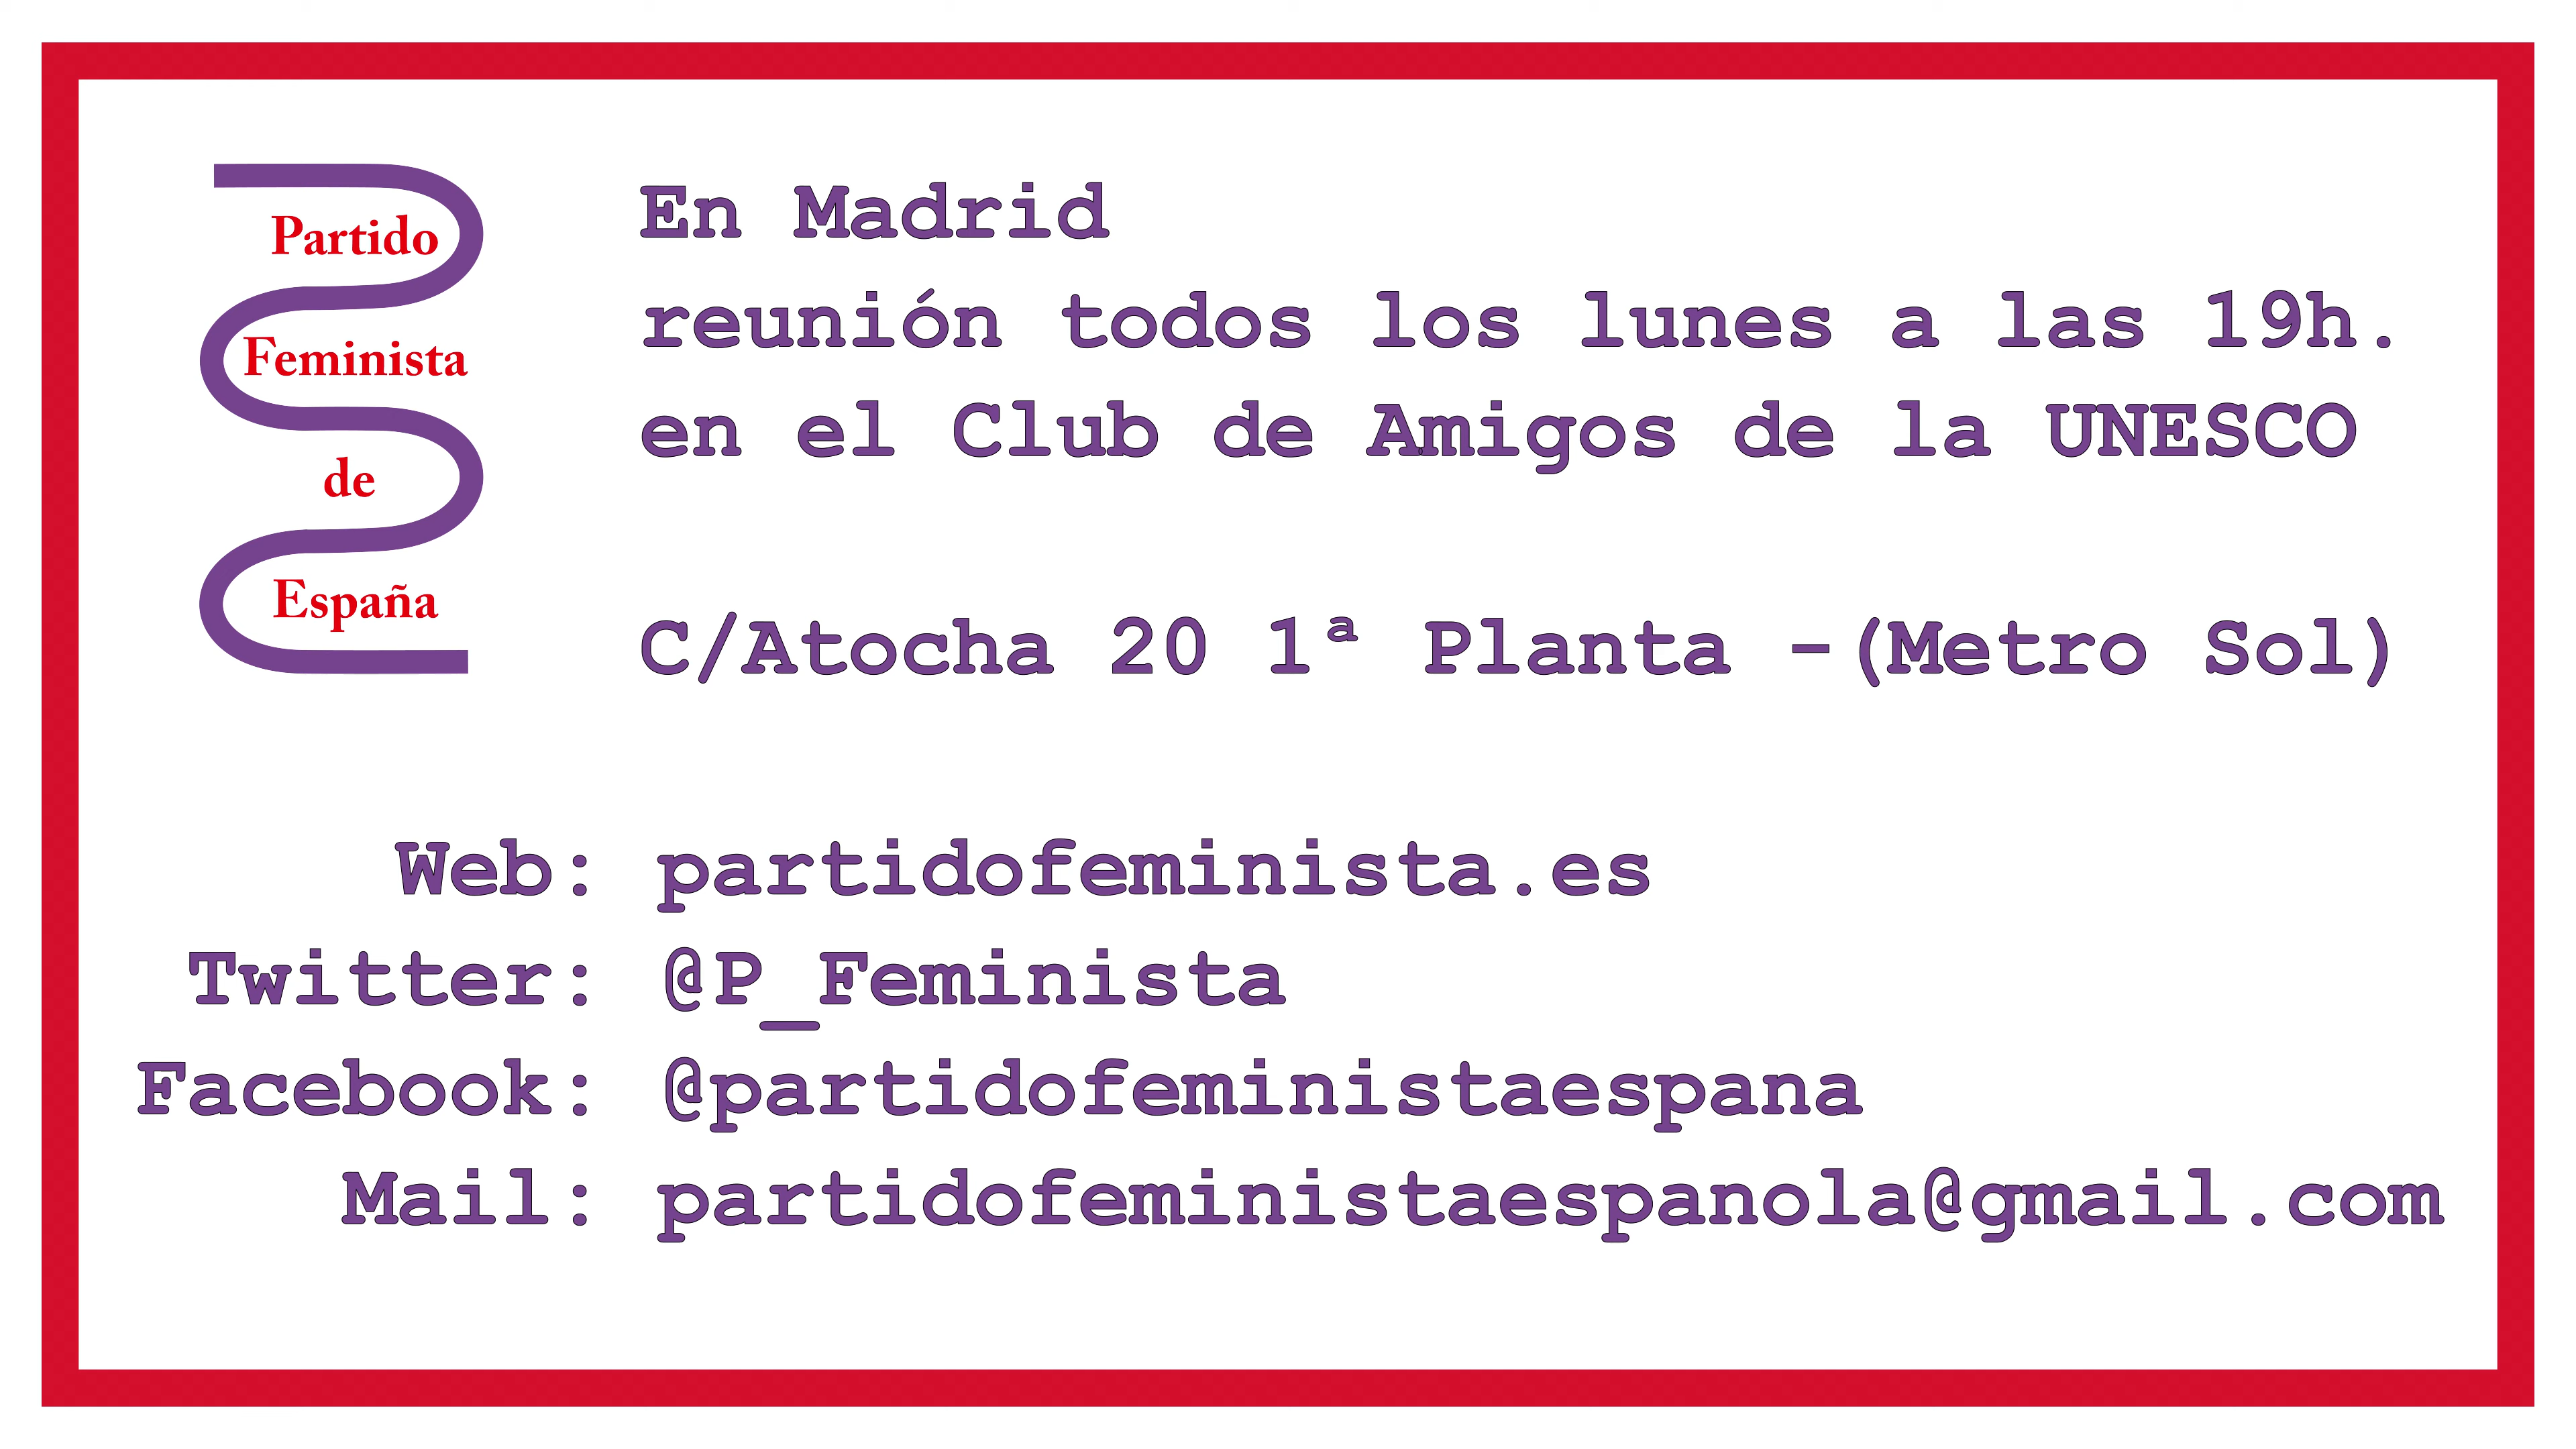 Partido
Feminista
de
España
En Madrid
reunión todos los lunes a las 19h.
en el Club de Amigos de la UNESCO
C/Atocha 20 1ª Planta -(Metro Sol)
Web: partidofeminista.es
Twitter: @P_Feminista
Facebook: @partidofeministaespana
Mail: partidofeministaespanola@gmail.com